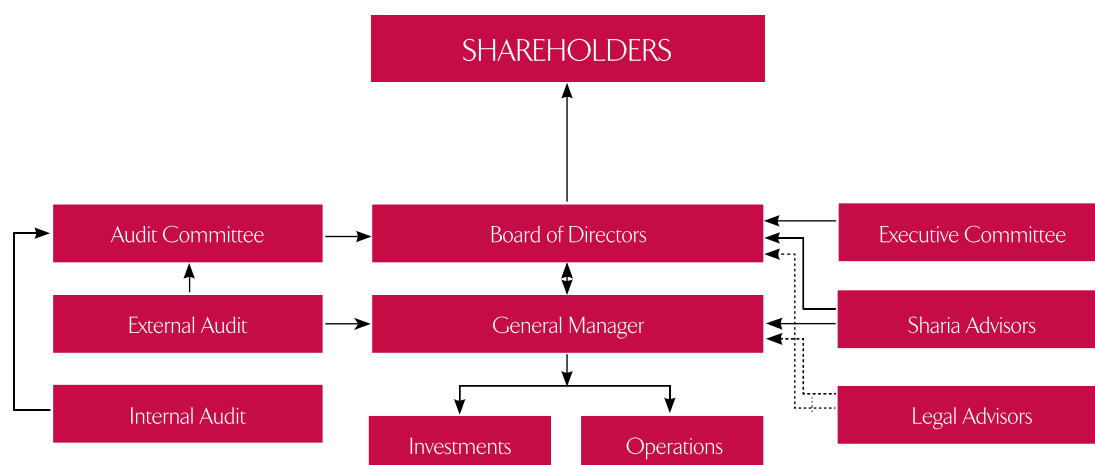 SHAREHOLDERS
Audit Committee
Board of Directors
Executive Committee
External Audit
General Manager
Sharia Advisors
Internal Audit
Legal Advisors
Investments
Operations